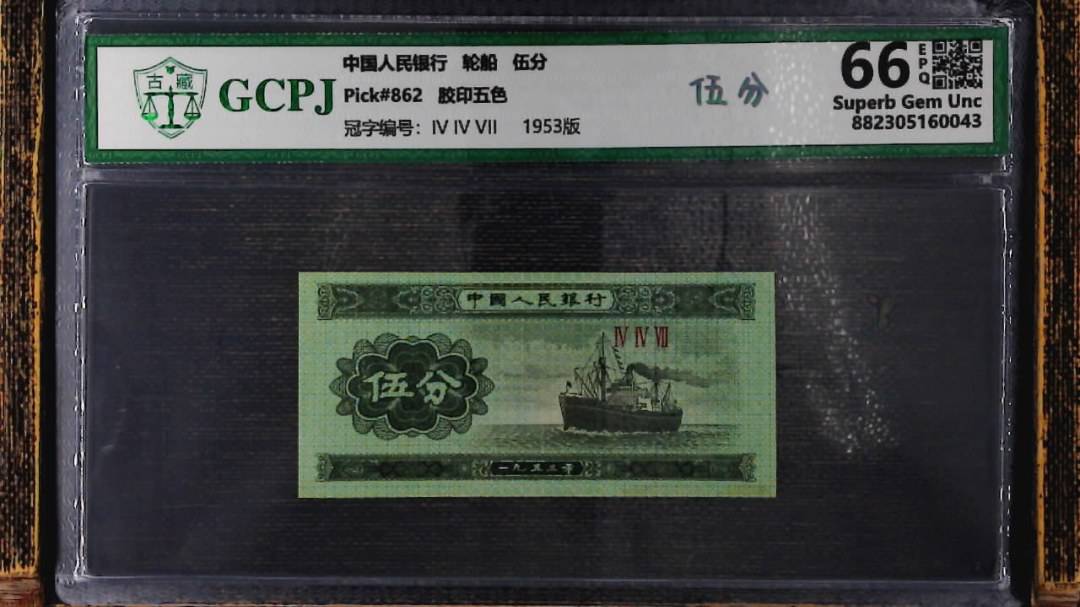 古藏
GCPJ
中国人民银行 轮船 伍分
Pick#862 胶印五色
冠字编号：IV IV VII 1953版
伍分
66 EPQ
Superb Gem Unc
882305160043
中國人民銀行
IV IV VII
伍分
一九五三年